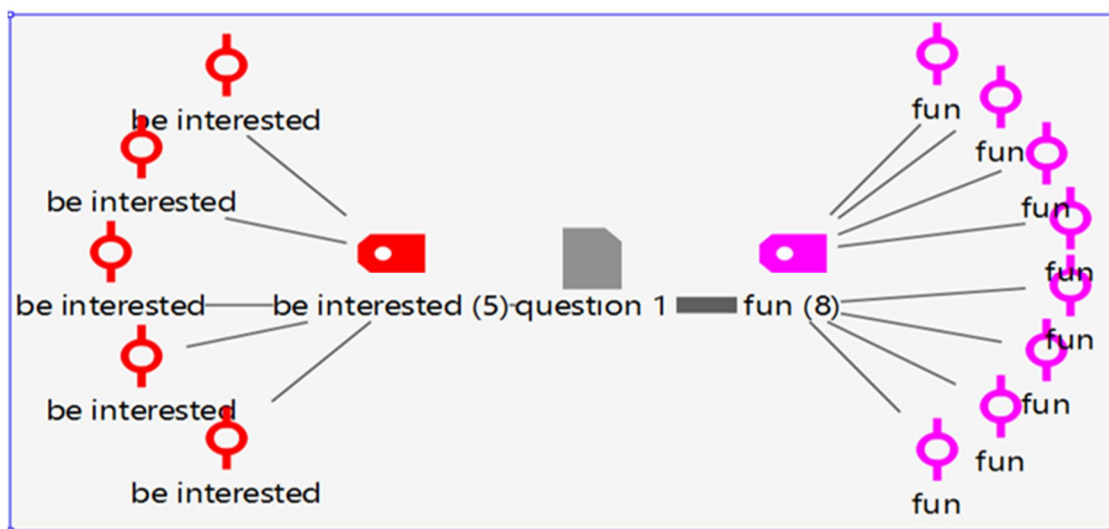 fun
be interested
fun
be interested
fun
fun
be interested
be interested (5)
question 1
fun (8)
fun
be interested
fun
fun
be interested
fun